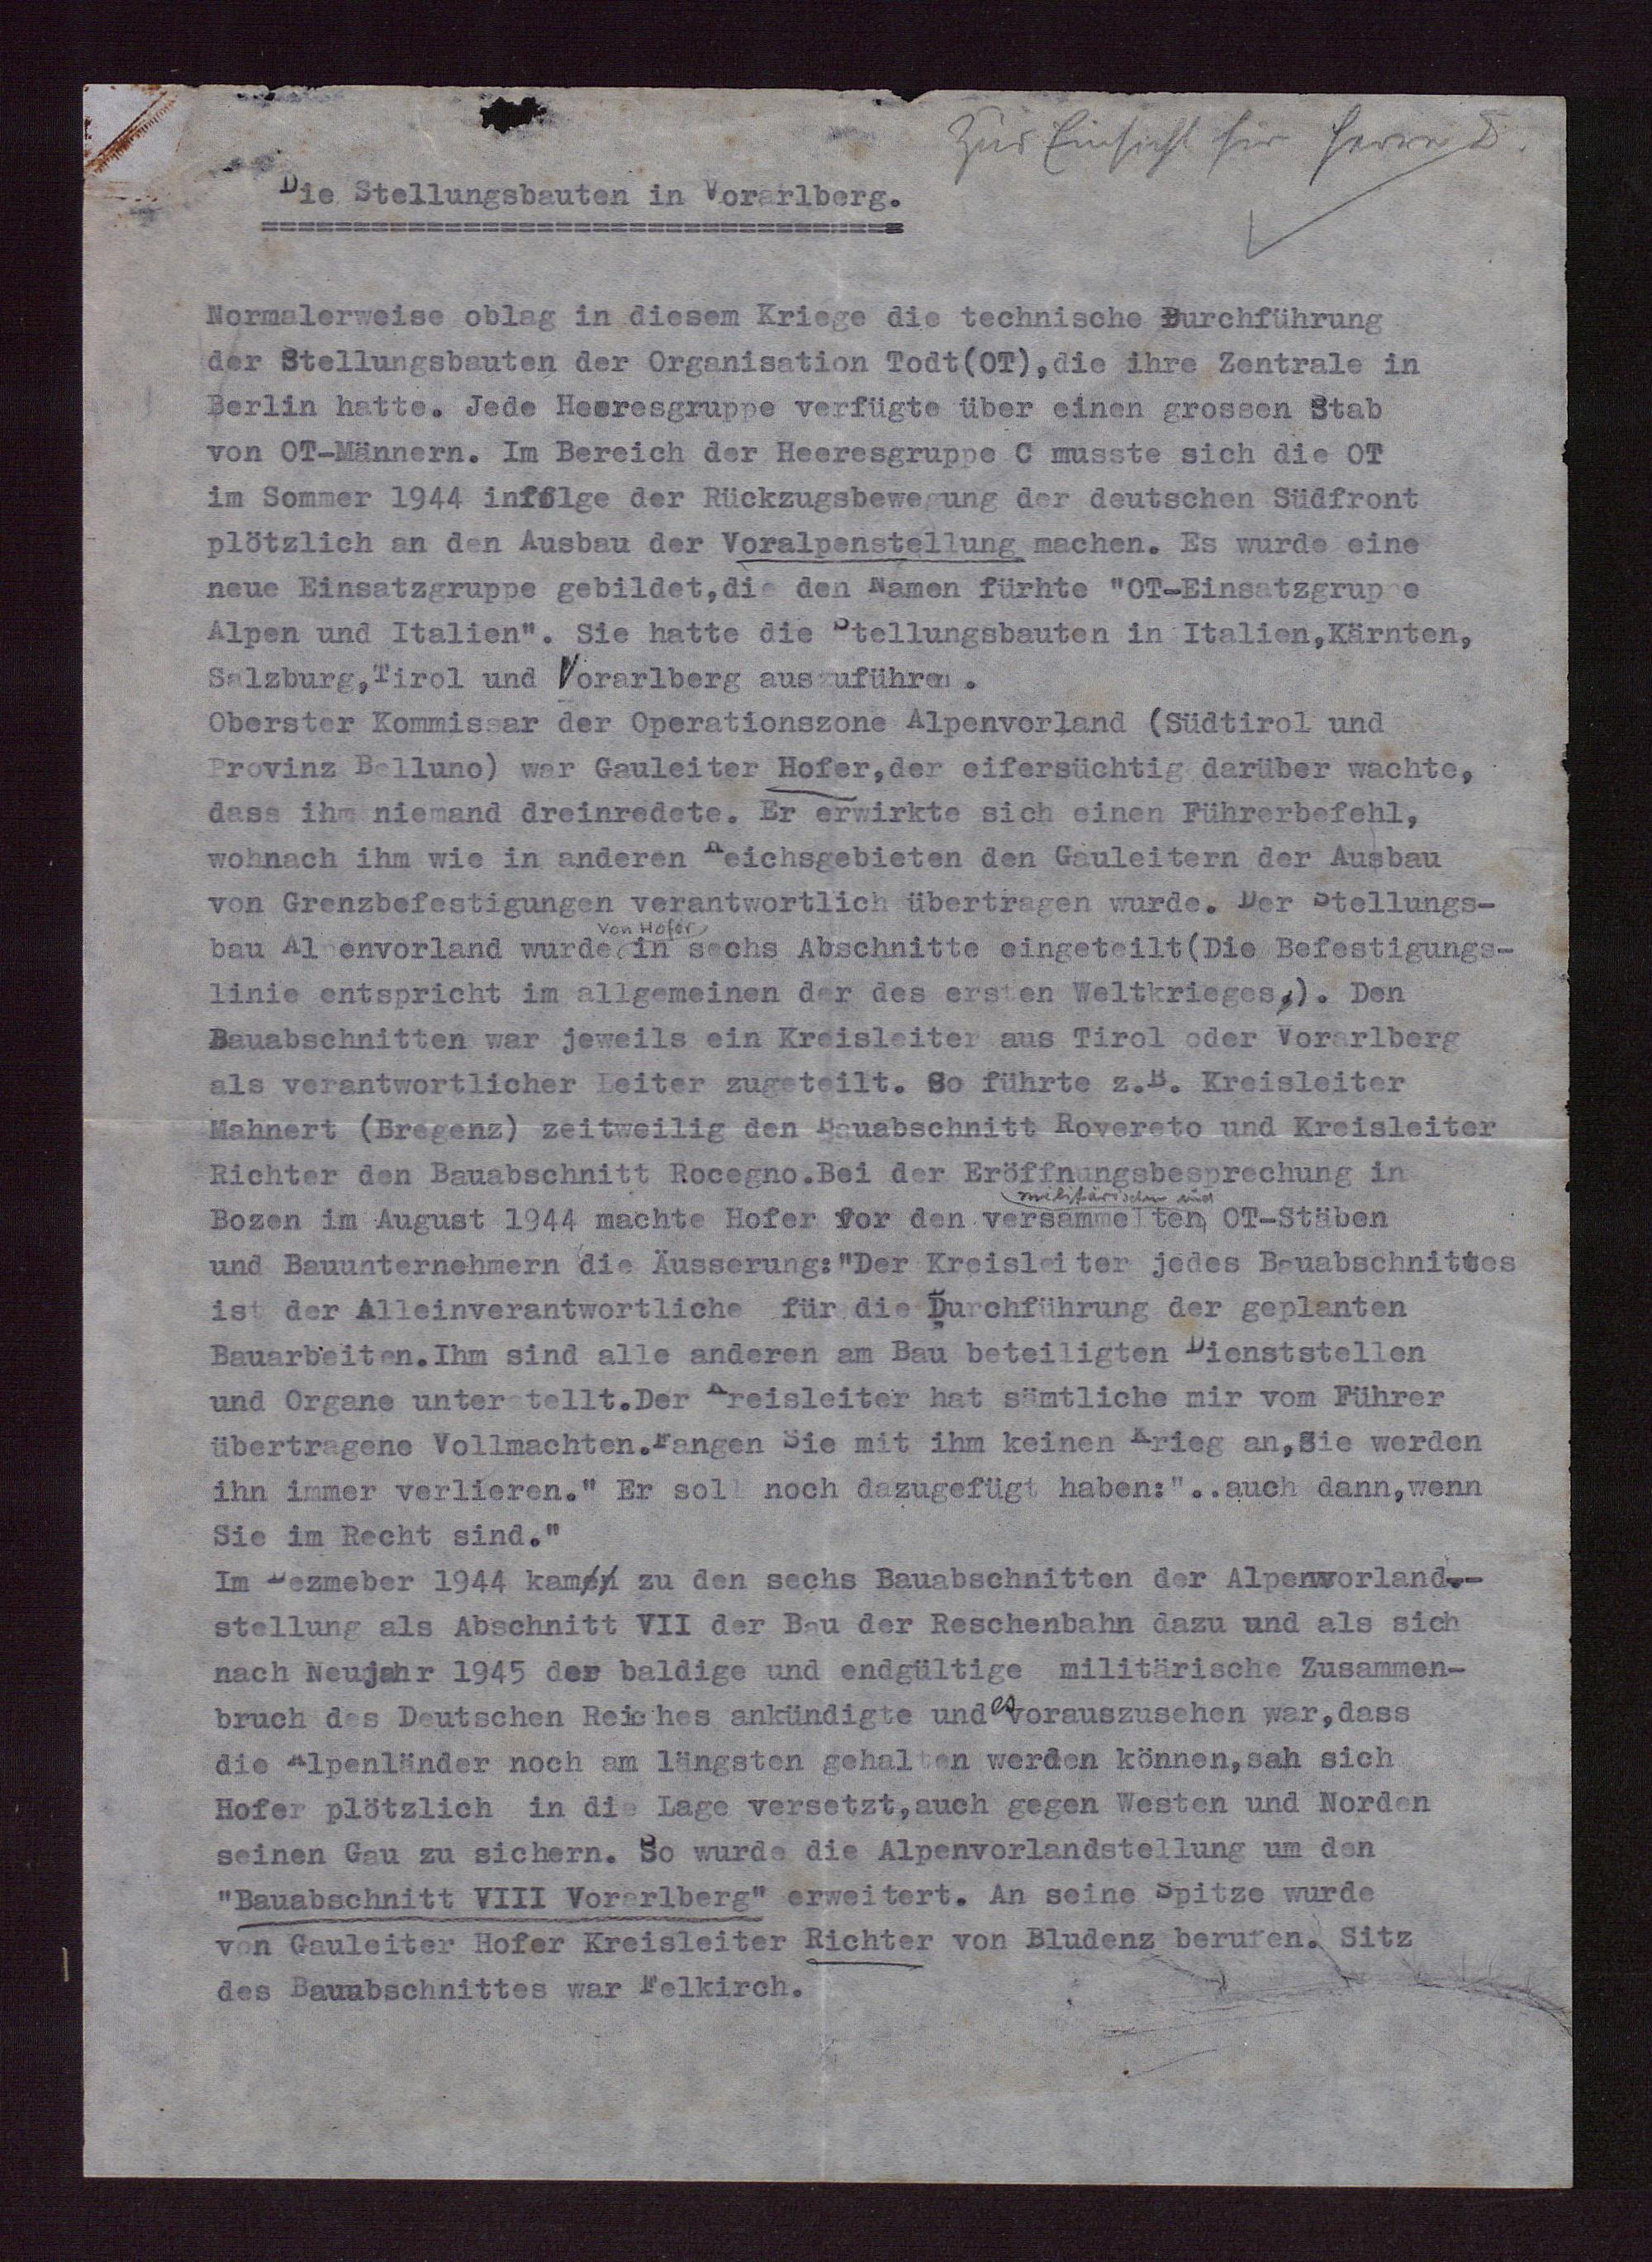 Zur Einsicht für Herrn D.
Die Stellungsbauten in Vorarlberg.
==================================
Normalerweise oblag in diesem Kriege die technische Durchführung
der Stellungsbauten der Organisation Todt(OT),die ihre Zentrale in
Berlin hatte. Jede Heeresgruppe verfügte über einen grossen Stab
von OT-Männern. Im Bereich der Heeresgruppe C musste sich die OT
im Sommer 1944 infolge der Rückzugsbewegung der deutschen Südfront
plötzlich an den Ausbau der Voralpenstellung machen. Es wurde eine
neue Einsatzgruppe gebildet,die den Namen fürhte "OT-Einsatzgruppe
Alpen und Italien". Sie hatte die Stellungsbauten in Italien,Kärnten,
Salzburg,Tirol und Vorarlberg auszuführen.
Oberster Kommissar der Operationszone Alpenvorland (Südtirol und
Provinz Belluno) war Gauleiter Hofer,der eifersüchtig darüber wachte,
dass ihm niemand dreinredete. Er erwirkte sich einen Führerbefehl,
wohnach ihm wie in anderen Reichsgebieten den Gauleitern der Ausbau
von Grenzbefestigungen verantwortlich übertragen wurde. Der Stellungs-
bau Alpenvorland wurde von Hofer in sechs Abschnitte eingeteilt(Die Befestigungs-
linie entspricht im allgemeinen der des ersten Weltkrieges). Den
Bauabschnitten war jeweils ein Kreisleiter aus Tirol oder Vorarlberg
als verantwortlicher Leiter zugeteilt. So führte z.B. Kreisleiter
Mahnert (Bregenz) zeitweilig den Bauabschnitt Rovereto und Kreisleiter
Richter den Bauabschnitt Rocegno.Bei der Eröffnungsbesprechung in
Bozen im August 1944 machte Hofer vor den versammelten militärischen und OT-Stäben
und Bauunternehmern die Äusserung:"Der Kreisleiter jedes Bauabschnittes
ist der Alleinverantwortliche für die Durchführung der geplanten
Bauarbeiten.Ihm sind alle anderen am Bau beteiligten Dienststellen
und Organe unterstellt.Der Kreisleiter hat sämtliche mir vom Führer
übertragene Vollmachten.Fangen Sie mit ihm keinen Krieg an,Sie werden
ihn immer verlieren." Er soll noch dazugefügt haben:"..auch dann,wenn
Sie im Recht sind."
Im Dezmeber 1944 kam zu den sechs Bauabschnitten der Alpenvorland-
stellung als Abschnitt VII der Bau der Reschenbahn dazu und als sich
nach Neujahr 1945 der baldige und endgültige militärische Zusammen-
bruch des Deutschen Reiches ankündigte und es vorauszusehen war,dass
die Alpenländer noch am längsten gehalten werden können,sah sich
Hofer plötzlich in die Lage versetzt,auch gegen Westen und Norden
seinen Gau zu sichern. So wurde die Alpenvorlandstellung um den
"Bauabschnitt VIII Vorarlberg" erweitert. An seine Spitze wurde
von Gauleiter Hofer Kreisleiter Richter von Bludenz berufen. Sitz
des Bauabschnittes war Felkirch.